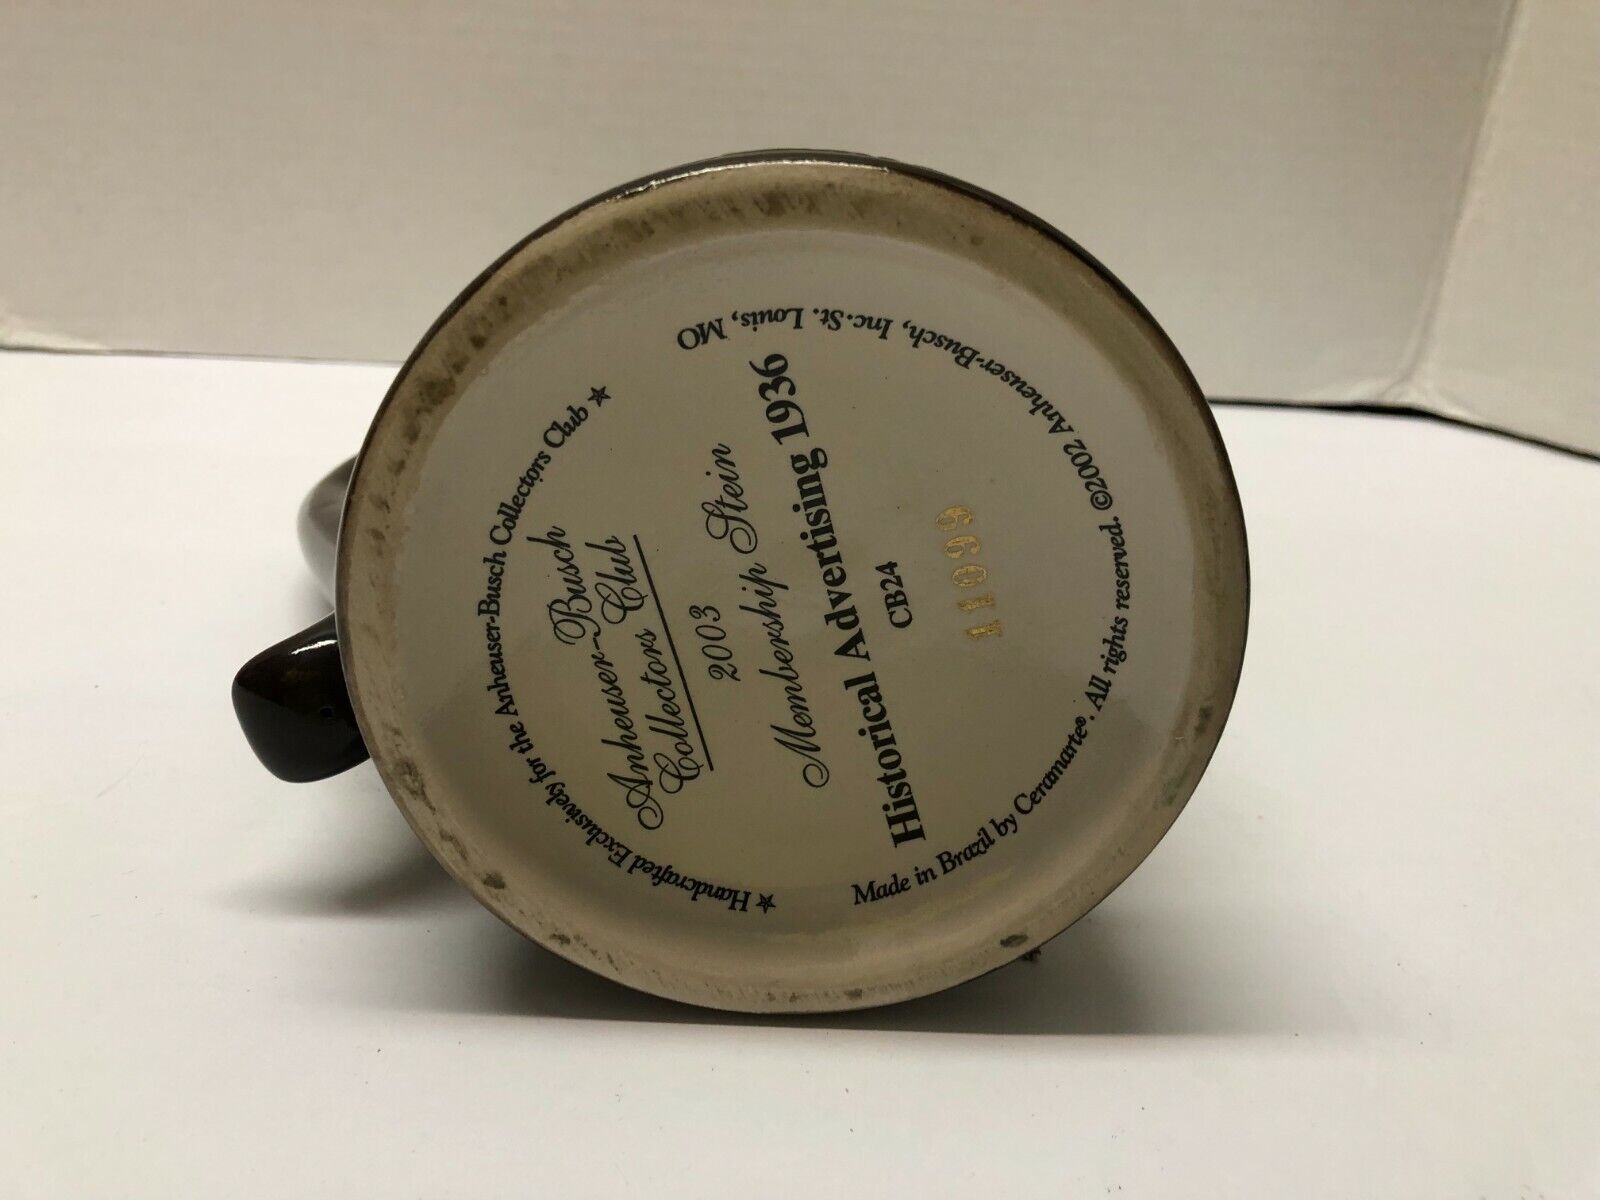 ★ Handcrafted Exclusively for the Anheuser-Busch Collectors Club ★
Anheuser-Busch
Collectors Club
2003
Membership Stein
Historical Advertising 1936
CB24
11099
Made in Brazil by Ceramarte®. All rights reserved. ©2002 Anheuser-Busch, Inc. St. Louis, MO